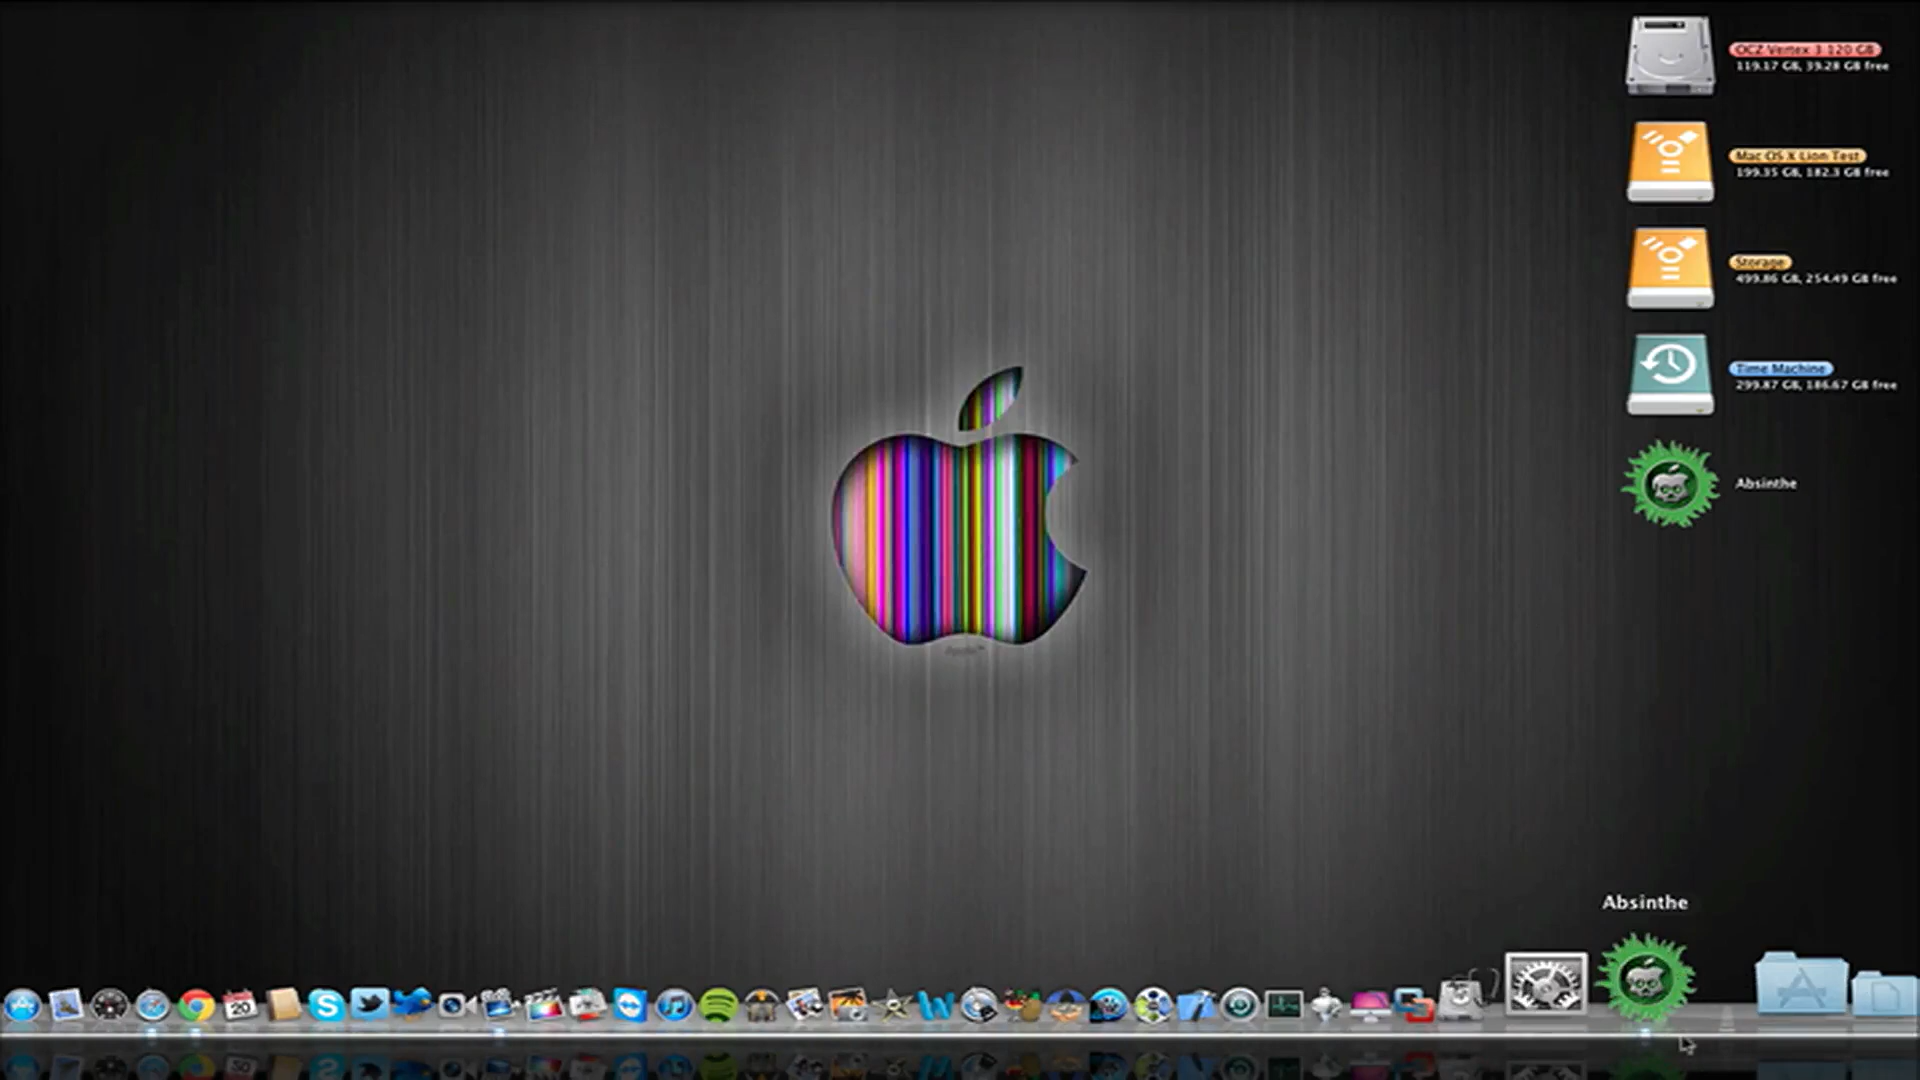 OCZ Vertex 3 120 GB
119.17 GB, 39.28 GB free
Mac OS X Lion Test
199.35 GB, 182.3 GB free
Storage
499.86 GB, 254.49 GB free
Time Machine
299.87 GB, 186.67 GB free
Absinthe
Absinthe
20